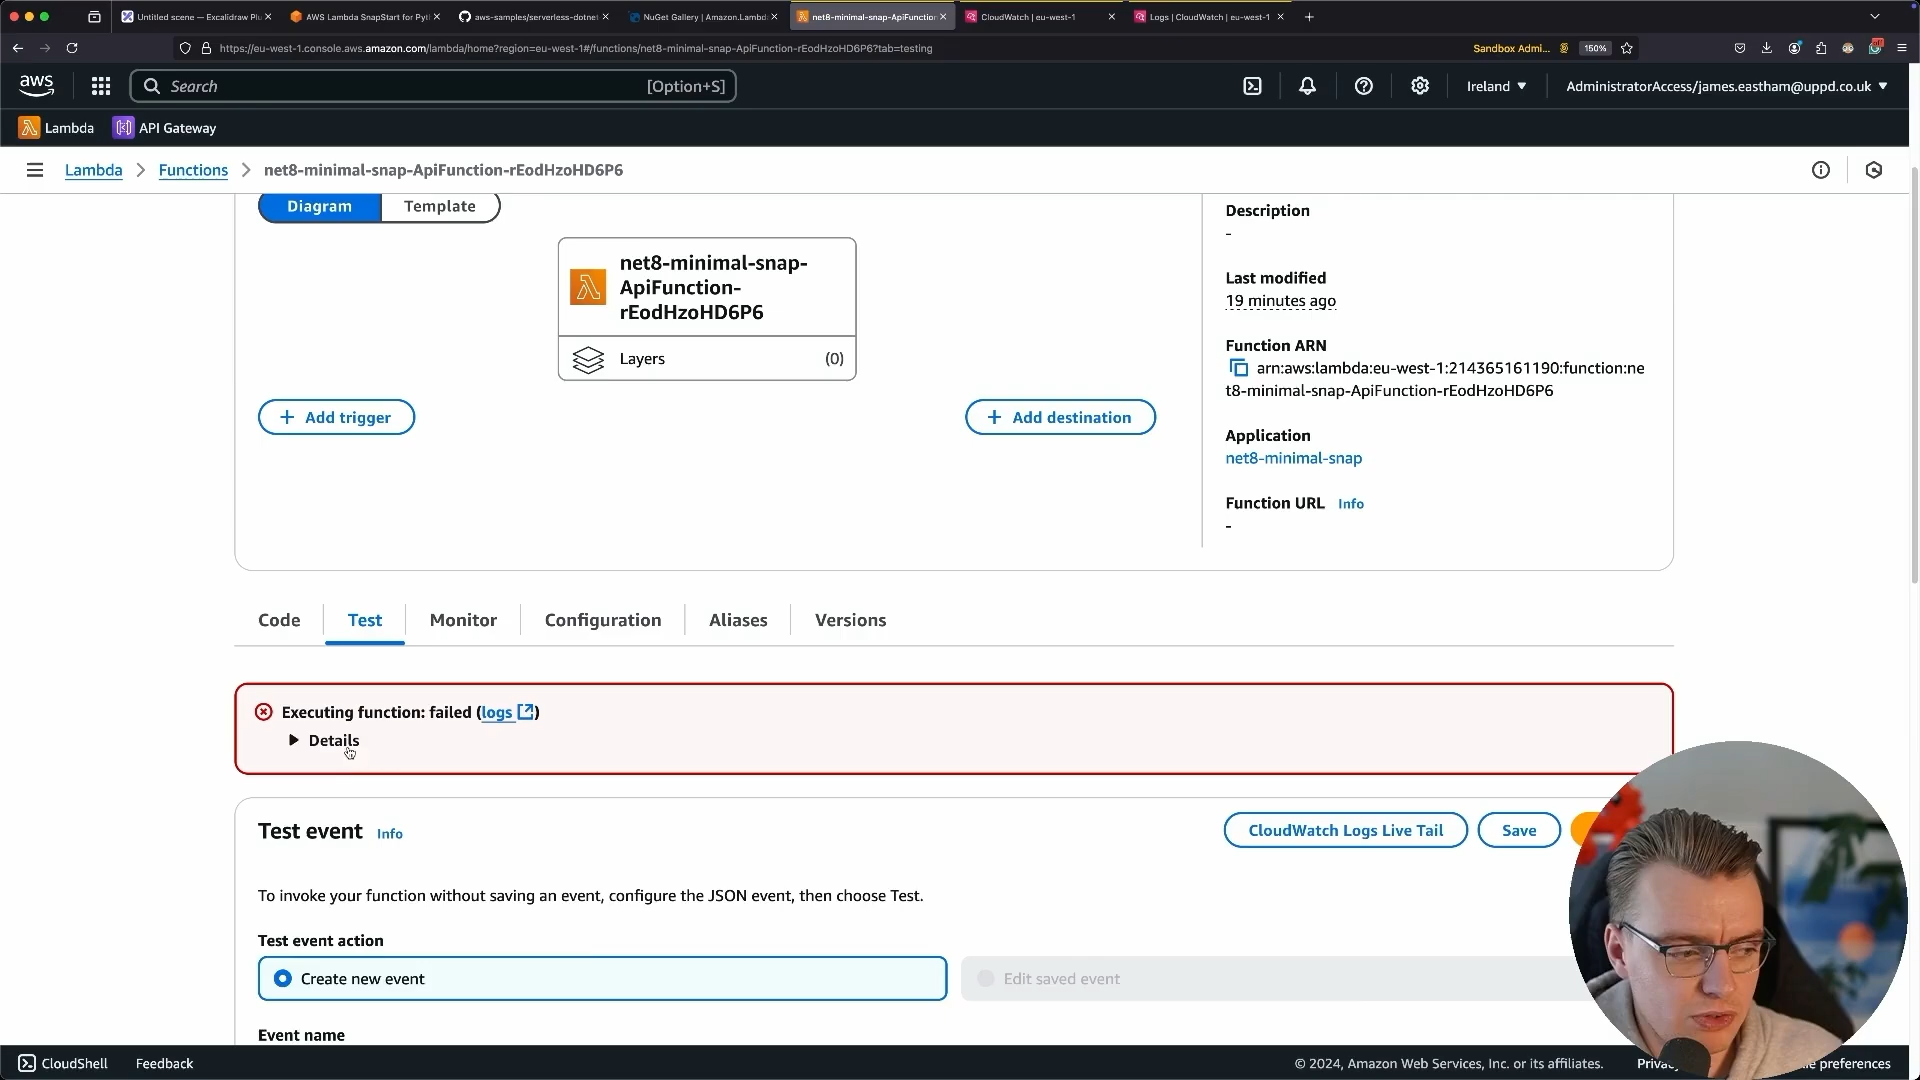 Untitled scene — Excalidraw Plu
AWS Lambda SnapStart for Pyt
aws-samples/serverless-dotnet
NuGet Gallery | Amazon.Lambda
net8-minimal-snap-ApiFunction
CloudWatch | eu-west-1
Logs | CloudWatch | eu-west-1
https://eu-west-1.console.aws.amazon.com/lambda/home?region=eu-west-1#/functions/net8-minimal-snap-ApiFunction-rEodHzoHD6P6?tab=testing
Sandbox Admi...
150%
aws
Search
[Option+S]
Ireland
AdministratorAccess/james.eastham@uppd.co.uk
Lambda
API Gateway
Lambda
Functions
net8-minimal-snap-ApiFunction-rEodHzoHD6P6
Diagram
Template
net8-minimal-snap-
ApiFunction-
rEodHzoHD6P6
Layers
(0)
+ Add trigger
+ Add destination
Description
-
Last modified
19 minutes ago
Function ARN
arn:aws:lambda:eu-west-1:214365161190:function:ne
t8-minimal-snap-ApiFunction-rEodHzoHD6P6
Application
net8-minimal-snap
Function URL
Info
-
Code
Test
Monitor
Configuration
Aliases
Versions
Executing function: failed (logs)
Details
Test event
Info
CloudWatch Logs Live Tail
Save
To invoke your function without saving an event, configure the JSON event, then choose Test.
Test event action
Create new event
Edit saved event
Event name
CloudShell
Feedback
© 2024, Amazon Web Services, Inc. or its affiliates.
preferences